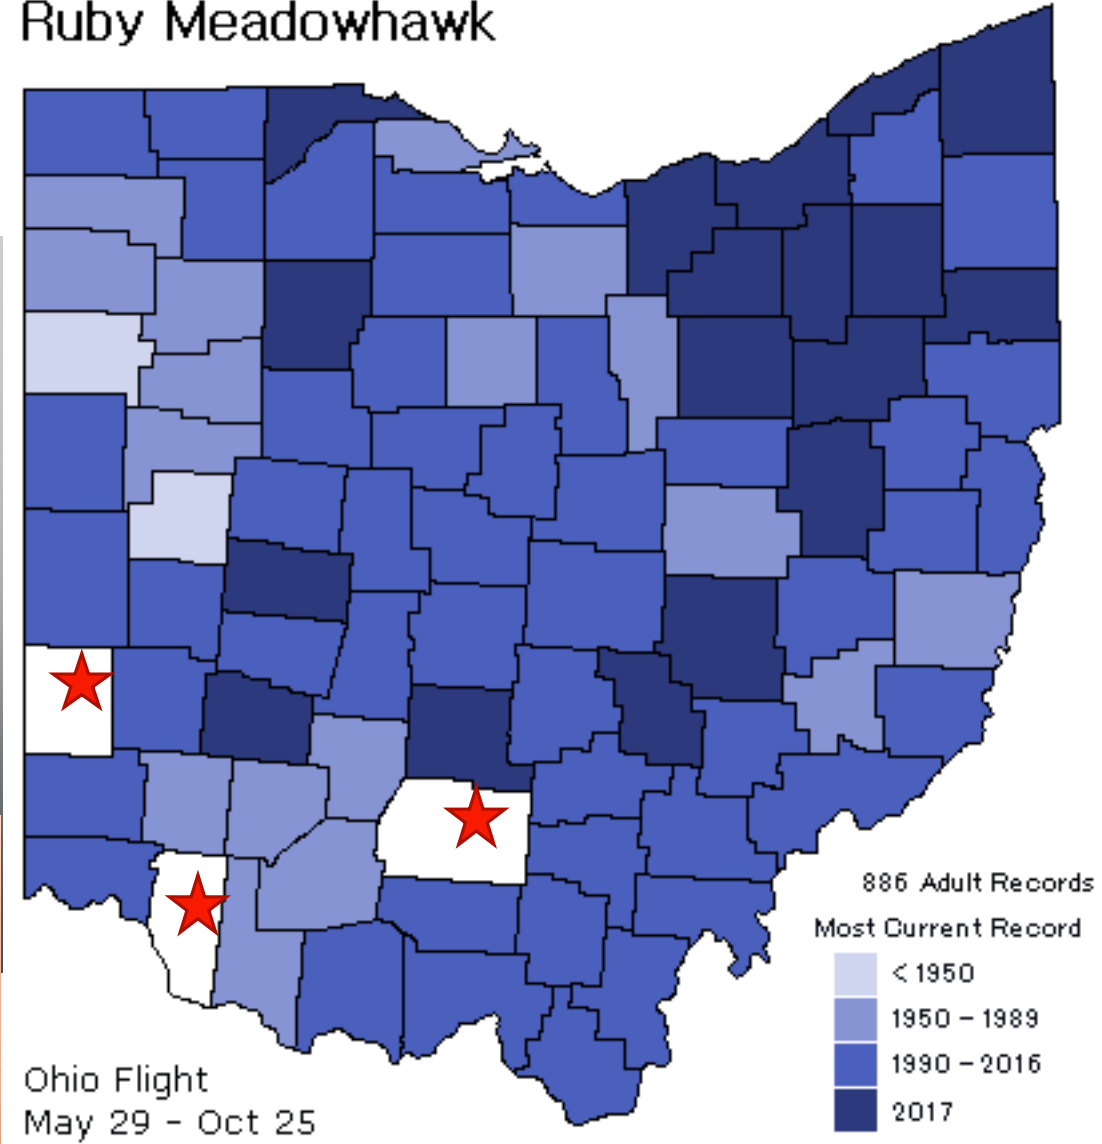 Ruby Meadowhawk
886 Adult Records
Most Current Record
< 1950
1950 - 1989
1990 - 2016
2017
Ohio Flight
May 29 - Oct 25